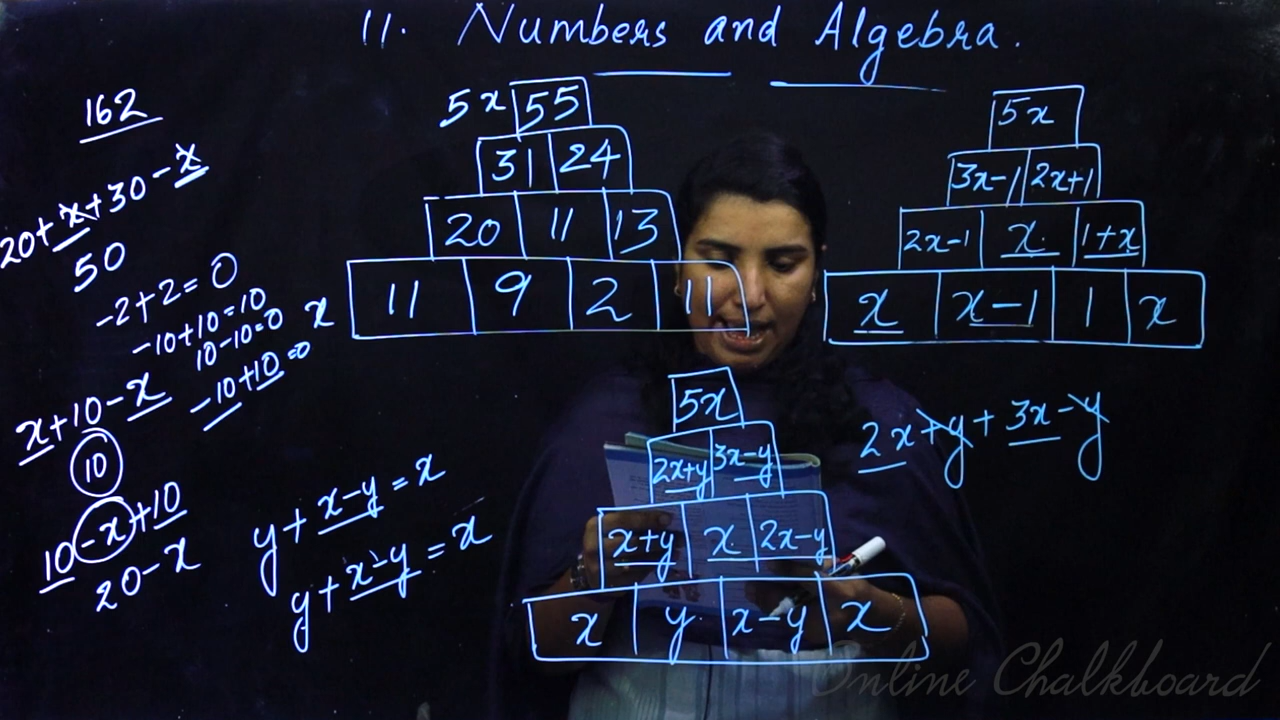 11. Numbers and Algebra.
162
20+x+30-x
50
-2+2=0
-10+10=10
10-10=0
-10+10=0
x
x+10-x
10
10-x+10
20-x
y+x-y=x
y+x-y=x
5x 55
31 24
20 11 13
11 9 2 11
5x
3x-1 2x+1
2x-1 x. 1+x
x x-1 1 x
5x
2x+y 3x-y
x+y x. 2x-y
x y. x-y x
2x+y+3x-y
Online Chalkboard